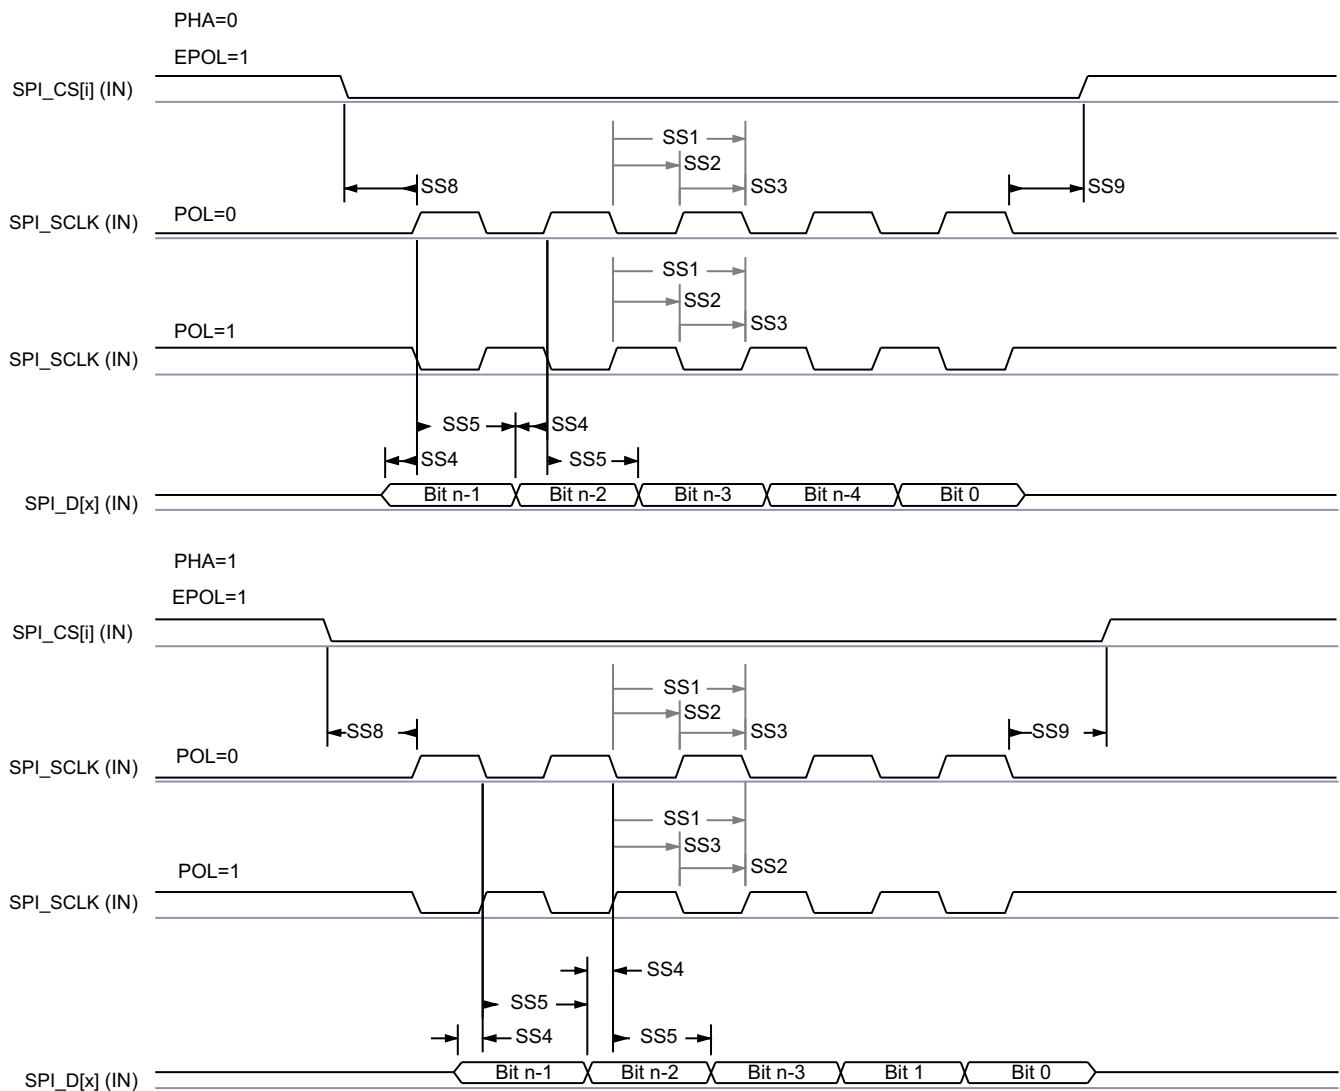 PHA=0
EPOL=1
SPI_CS[i] (IN)
SS1
SS2
SS8
SS3
SS9
POL=0
SPI_SCLK (IN)
SS1
SS2
SS3
POL=1
SPI_SCLK (IN)
SS5
SS4
SS4
SS5
SPI_D[x] (IN)
Bit n-1
Bit n-2
Bit n-3
Bit n-4
Bit 0
PHA=1
EPOL=1
SPI_CS[i] (IN)
SS1
SS2
SS8
SS3
SS9
POL=0
SPI_SCLK (IN)
SS1
SS3
SS2
POL=1
SPI_SCLK (IN)
SS4
SS5
SS4
SS5
SPI_D[x] (IN)
Bit n-1
Bit n-2
Bit n-3
Bit 1
Bit 0